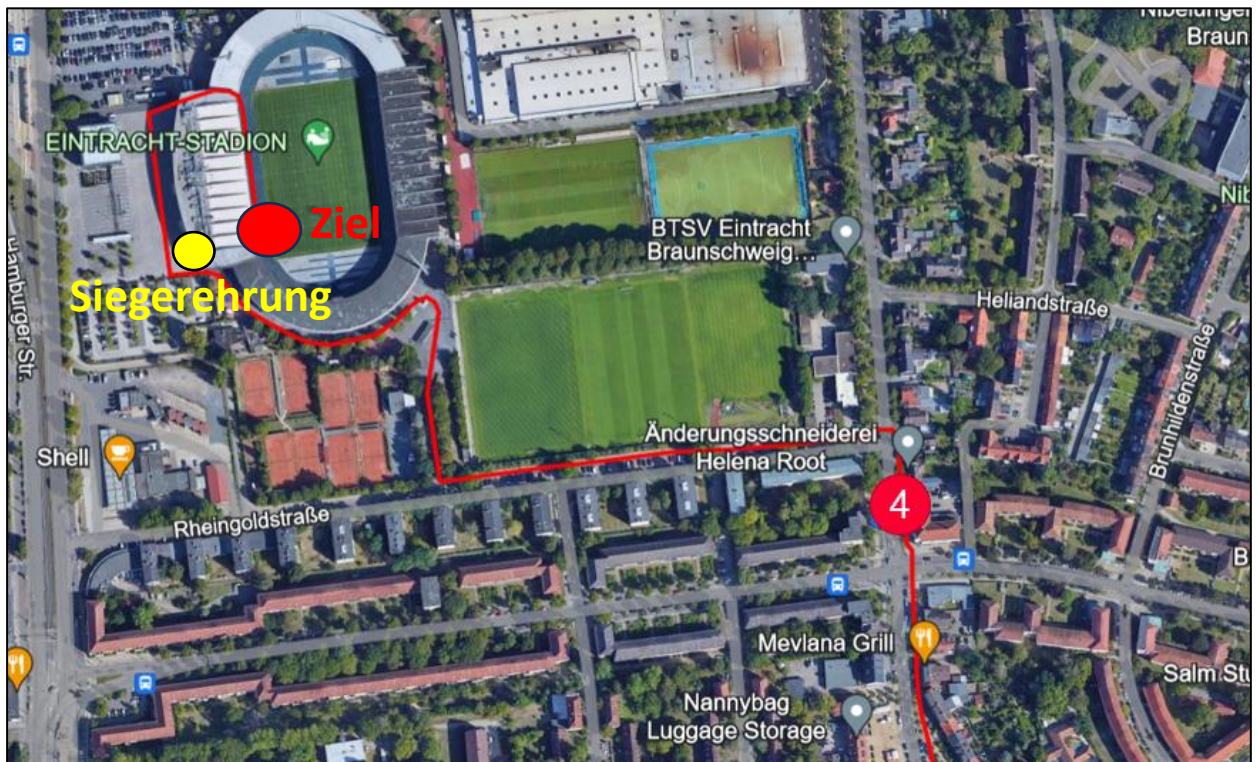 Nibelungen
Braun
EINTRACHT-STADION
BTSV Eintracht
Braunschweig...
Nib
Ziel
Siegerehrung
Heliandstraße
Hamburger Str.
Brunhildenstraße
Änderungsschneiderei
Helena Root
Shell
4
Rheingoldstraße
B
Mevlana Grill
Salm Stu
Nannybag
Luggage Storage